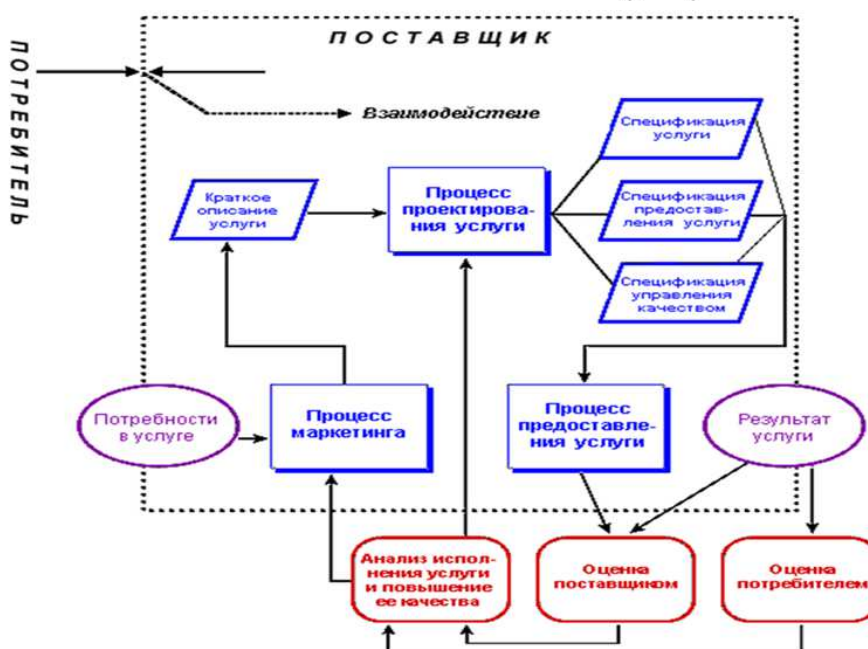 ПОСТАВЩИК
ПОТРЕБИТЕЛЬ
Взаимодействие
Спецификация
услуги
Краткое
описание
услуги
Процесс
проектирова-
ния услуги
Спецификация
предостав-
ления услуги
Спецификация
управления
качеством
Потребности
в услуге
Процесс
маркетинга
Процесс
предоставле-
ния услуги
Результат
услуги
Анализ испол-
нения услуги
и повышение
ее качества
Оценка
поставщиком
Оценка
потребителем